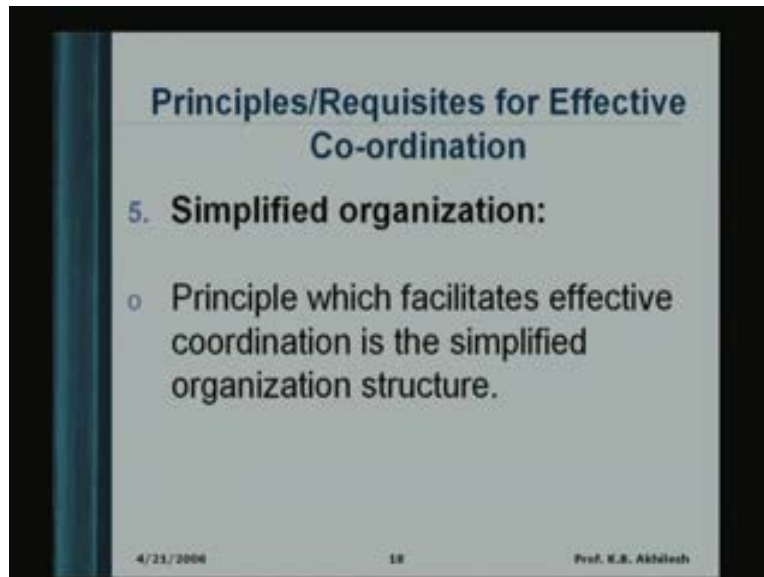 Principles/Requisites for Effective
Co-ordination
5. Simplified organization:
o Principle which facilitates effective
coordination is the simplified
organization structure.
4/21/2006 18 Prof. K.B. Akhilesh